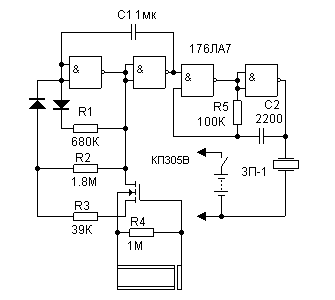 C1 1мк
176ЛА7
&
&
&
&
R1
680K
R5
100K
C2
2200
R2
1.8M
КП305В
ЗП-1
R3
39K
R4
1M